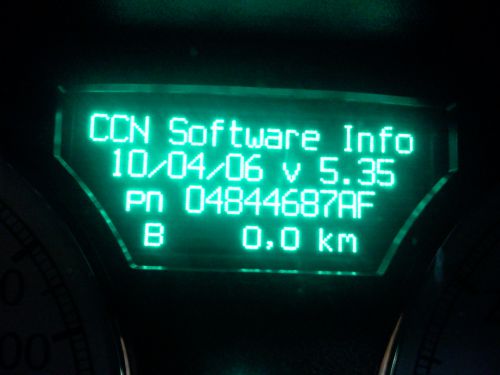 CCN Software Info
10/04/06 v 5.35
pn 04844687AF
B 0,0 km